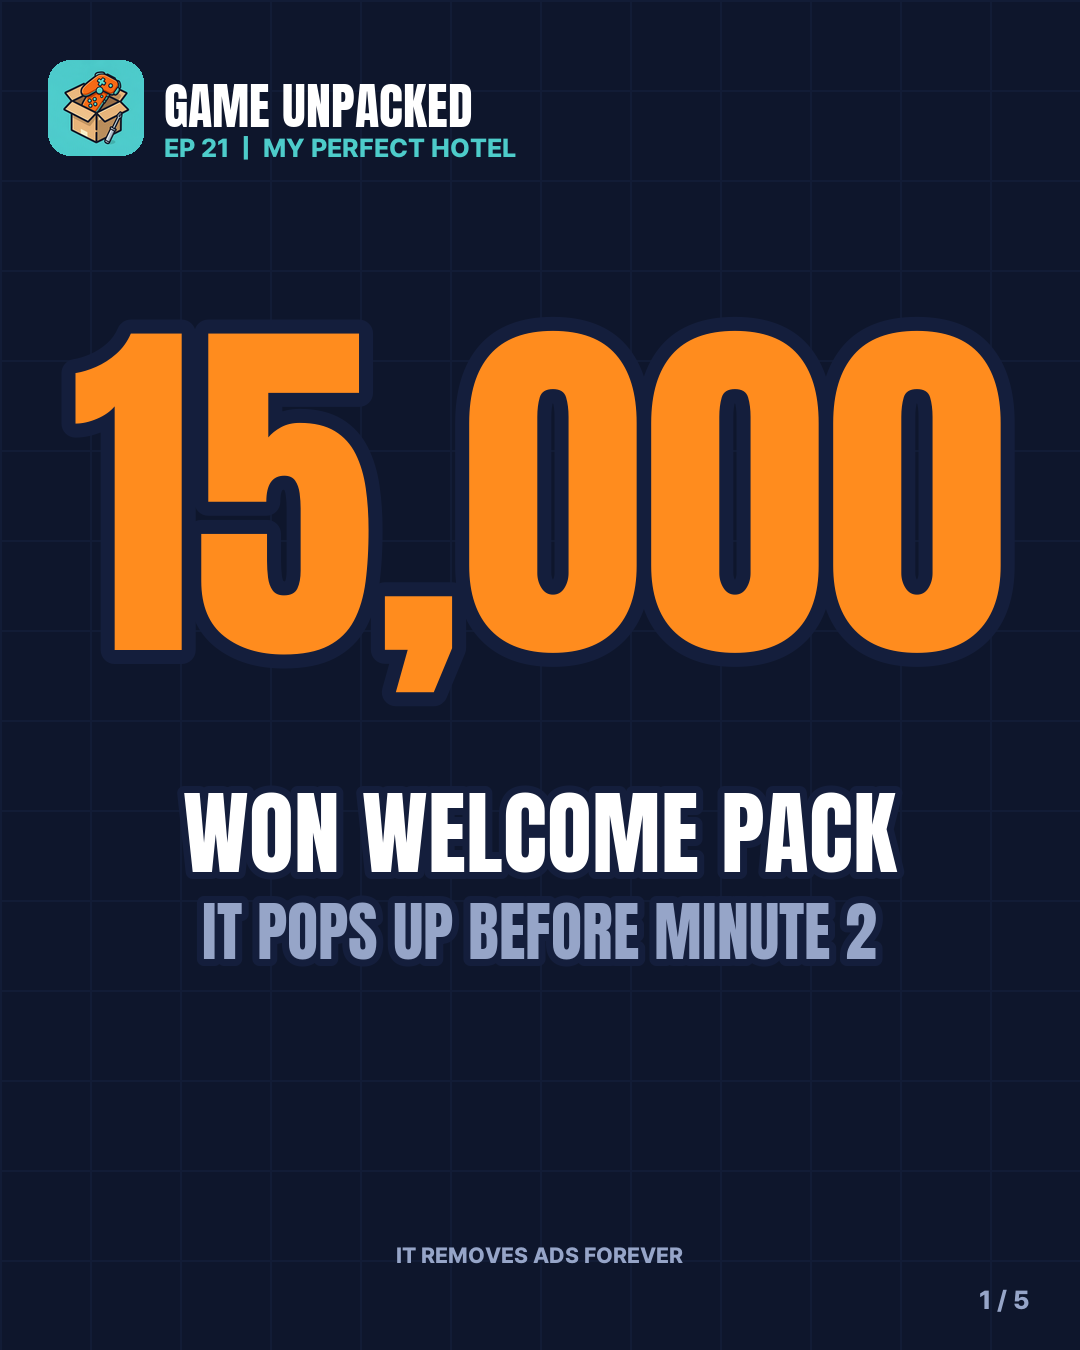 GAME UNPACKED
EP 21 | MY PERFECT HOTEL
15,000
WON WELCOME PACK
IT POPS UP BEFORE MINUTE 2
IT REMOVES ADS FOREVER
1 / 5